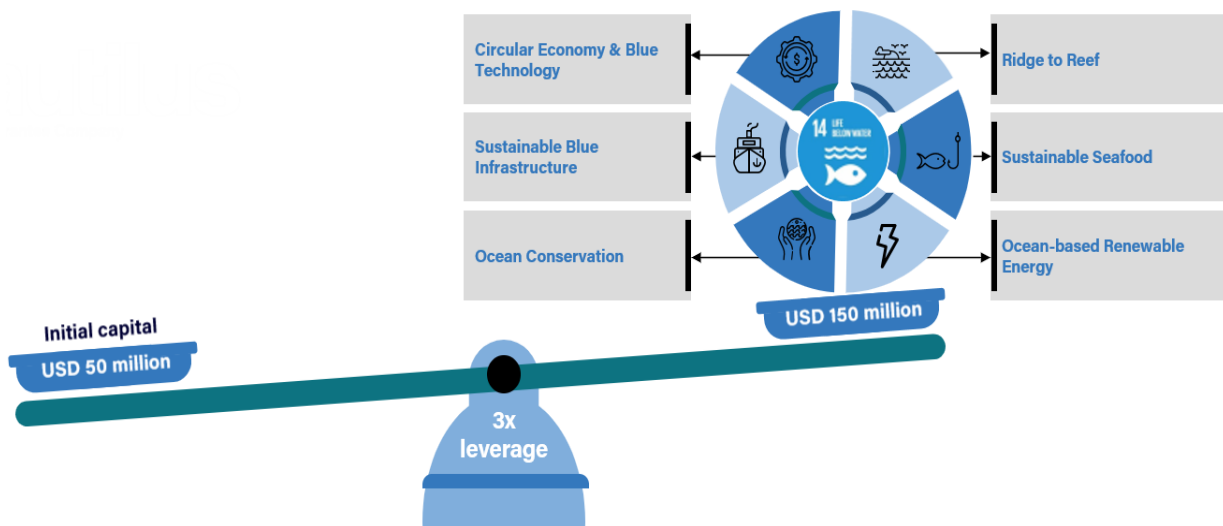 Circular Economy & Blue
Technology
Ridge to Reef
Sustainable Blue
Infrastructure
14 LIFE
BELOW WATER
Sustainable Seafood
Ocean Conservation
Ocean-based Renewable
Energy
$
Initial capital
USD 50 million
USD 150 million
3x
leverage